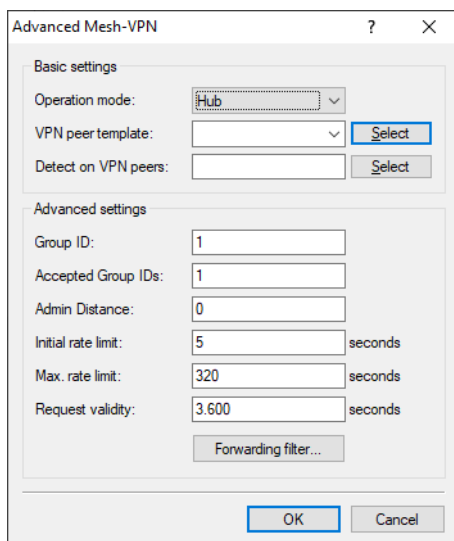 Advanced Mesh-VPN ? ×
Basic settings
Operation mode: Hub
VPN peer template: Select
Detect on VPN peers: Select
Advanced settings
Group ID: 1
Accepted Group IDs: 1
Admin Distance: 0
Initial rate limit: 5 seconds
Max. rate limit: 320 seconds
Request validity: 3.600 seconds
Forwarding filter...
OK Cancel